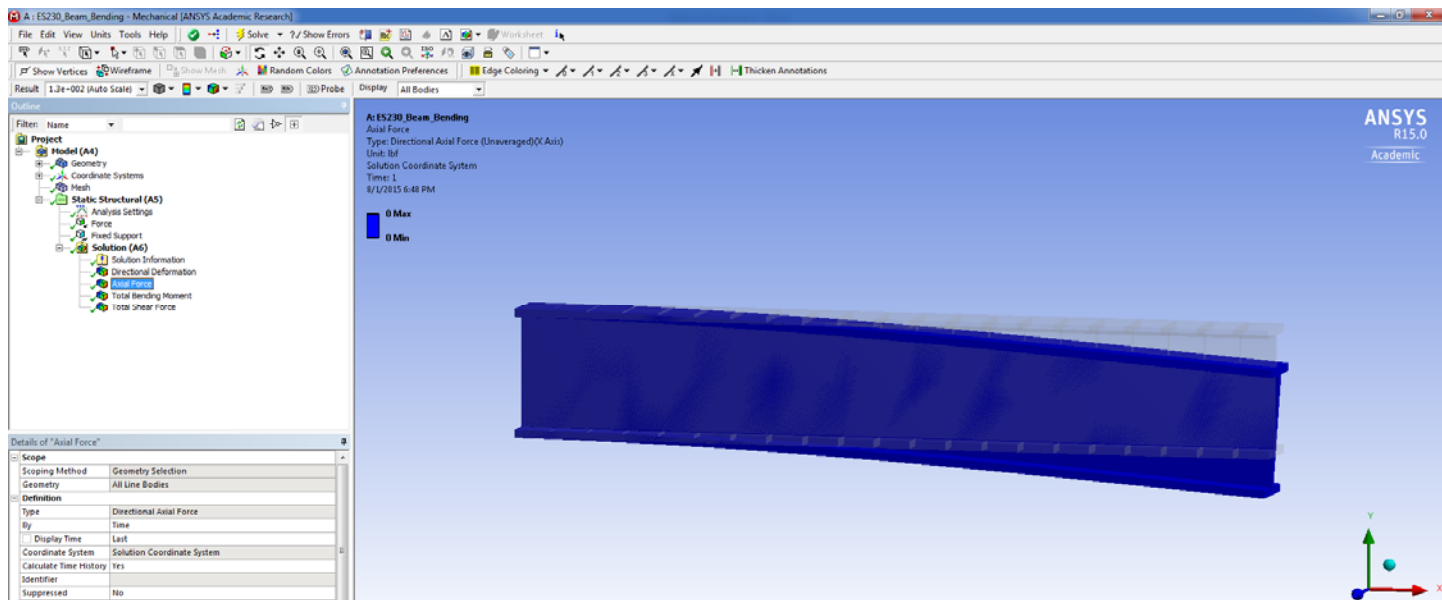 A : ES230_Beam_Bending - Mechanical [ANSYS Academic Research]
File Edit View Units Tools Help Solve ?/ Show Errors Worksheet
Show Vertices Wireframe Show Mesh Random Colors Annotation Preferences Edge Coloring Thicken Annotations
Result 1.3e+002 (Auto Scale) Probe Display All Bodies
Outline
Filter: Name
Project
Model (A4)
Geometry
Coordinate Systems
Mesh
Static Structural (A5)
Analysis Settings
Force
Fixed Support
Solution (A6)
Solution Information
Directional Deformation
Axial Force
Total Bending Moment
Total Shear Force
Details of "Axial Force"
Scope
Scoping Method Geometry Selection
Geometry All Line Bodies
Definition
Type Directional Axial Force
By Time
Display Time Last
Coordinate System Solution Coordinate System
Calculate Time History Yes
Identifier
Suppressed No
A: ES230_Beam_Bending
Axial Force
Type: Directional Axial Force (Unaveraged)(X Axis)
Unit: lbf
Solution Coordinate System
Time: 1
8/1/2015 6:48 PM
0 Max
0 Min
ANSYS
R15.0
Academic
Y
X